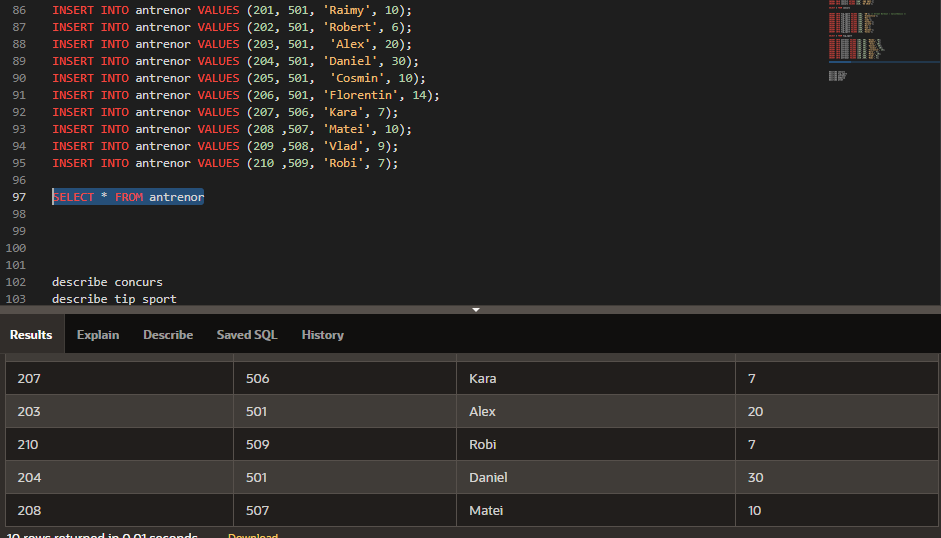 86 INSERT INTO antrenor VALUES (201, 501, 'Raimy', 10);
87 INSERT INTO antrenor VALUES (202, 501, 'Robert', 6);
88 INSERT INTO antrenor VALUES (203, 501,  'Alex', 20);
89 INSERT INTO antrenor VALUES (204, 501, 'Daniel', 30);
90 INSERT INTO antrenor VALUES (205, 501,  'Cosmin', 10);
91 INSERT INTO antrenor VALUES (206, 501, 'Florentin', 14);
92 INSERT INTO antrenor VALUES (207, 506, 'Kara', 7);
93 INSERT INTO antrenor VALUES (208 ,507, 'Matei', 10);
94 INSERT INTO antrenor VALUES (209 ,508, 'Vlad', 9);
95 INSERT INTO antrenor VALUES (210 ,509, 'Robi', 7);
96
97 SELECT * FROM antrenor
98
99
100
101
102 describe concurs
103 describe tip sport
Results Explain Describe Saved SQL History
207 506 Kara 7
203 501 Alex 20
210 509 Robi 7
204 501 Daniel 30
208 507 Matei 10
10 rows returned in 0.01 seconds Download